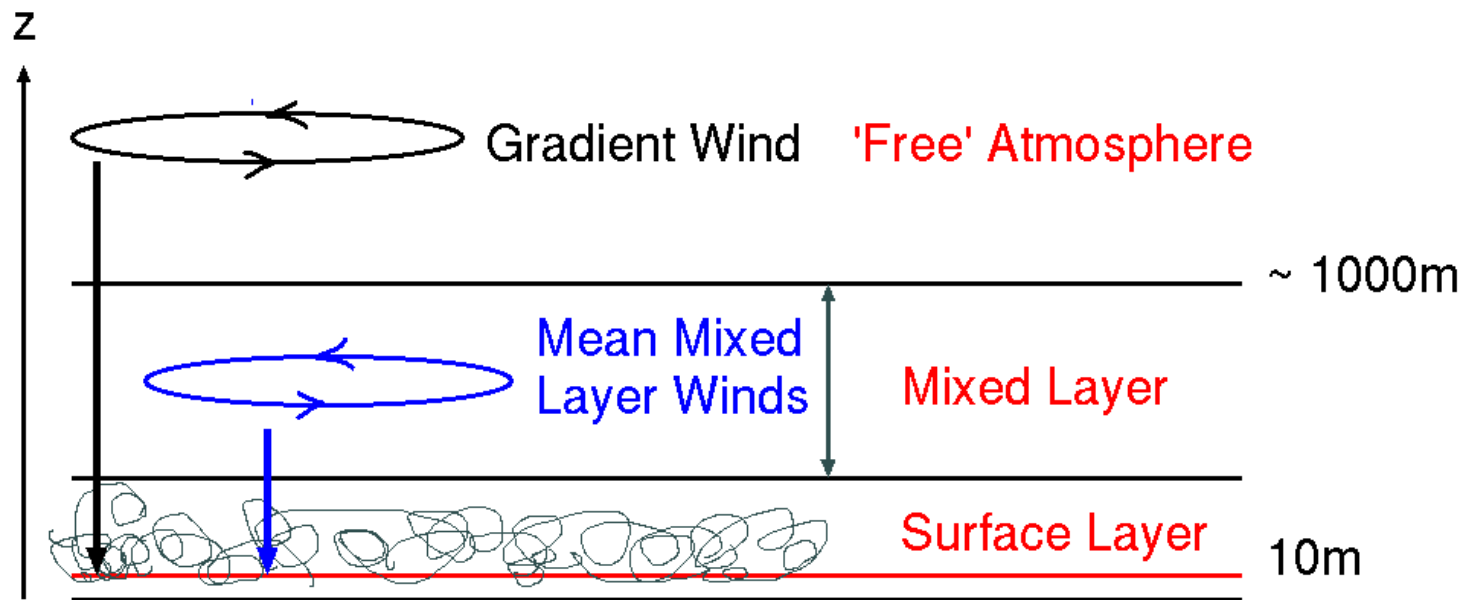 z
Gradient Wind 'Free' Atmosphere
~ 1000m
Mean Mixed
Layer Winds
Mixed Layer
Surface Layer
10m